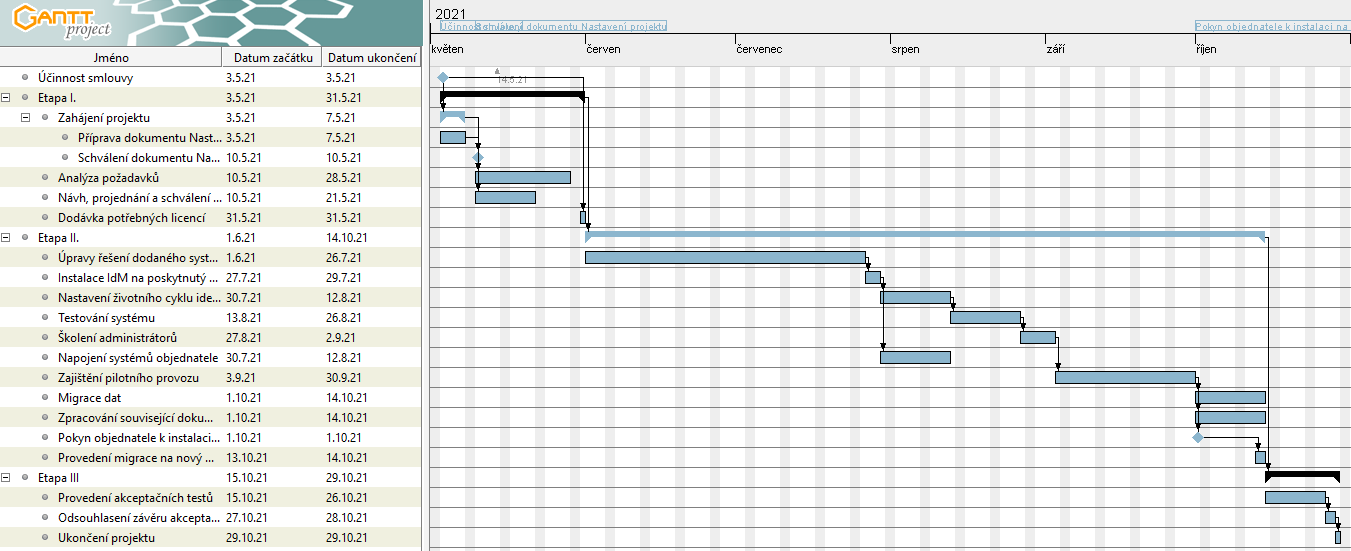 GANTT project
2021
Účinnost smlouvy
Schválení dokumentu Nastavení projektu
Pokyn objednatele k instalaci na
květen červen červenec srpen září říjen
Jméno Datum začátku Datum ukončení
Účinnost smlouvy 3.5.21 3.5.21
14.5.21
Etapa I. 3.5.21 31.5.21
Zahájení projektu 3.5.21 7.5.21
Příprava dokumentu Nast... 3.5.21 7.5.21
Schválení dokumentu Na... 10.5.21 10.5.21
Analýza požadavků 10.5.21 28.5.21
Návh, projednání a schválení ... 10.5.21 21.5.21
Dodávka potřebných licencí 31.5.21 31.5.21
Etapa II. 1.6.21 14.10.21
Úpravy řešení dodaného syst... 1.6.21 26.7.21
Instalace IdM na poskytnutý ... 27.7.21 29.7.21
Nastavení životního cyklu ide... 30.7.21 12.8.21
Testování systému 13.8.21 26.8.21
Školení administrátorů 27.8.21 2.9.21
Napojení systémů objednatele 30.7.21 12.8.21
Zajištění pilotního provozu 3.9.21 30.9.21
Migrace dat 1.10.21 14.10.21
Zpracování související doku... 1.10.21 14.10.21
Pokyn objednatele k instalaci... 1.10.21 1.10.21
Provedení migrace na nový ... 13.10.21 14.10.21
Etapa III 15.10.21 29.10.21
Provedení akceptačních testů 15.10.21 26.10.21
Odsouhlasení závěru akcepta... 27.10.21 28.10.21
Ukončení projektu 29.10.21 29.10.21